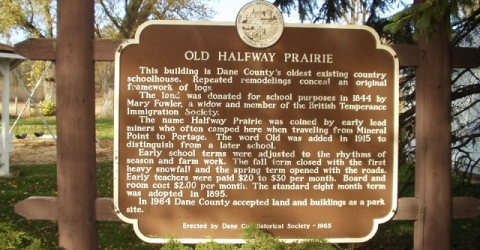 OLD HALFWAY PRAIRIE
This building is Dane County's oldest existing country
schoolhouse. Repeated remodelings conceal an original
framework of logs.
The land was donated for school purposes in 1844 by
Mary Fowler, a widow and member of the British Temperance
Immigration Society.
The name Halfway Prairie was coined by early lead
miners who often camped here when traveling from Mineral
Point to Portage. The word Old was added in 1915 to
distinguish from a later school.
Early school terms were adjusted to the rhythms of
season and farm work. The fall term closed with the first
heavy snowfall and the spring term opened with the roads.
Early teachers were paid $20 to $30 per month. Board and
room cost $2.00 per month. The standard eight month term
was adopted in 1895.
In 1964 Dane County accepted land and buildings as a park
site.
Erected by Dane Co. Historical Society - 1965